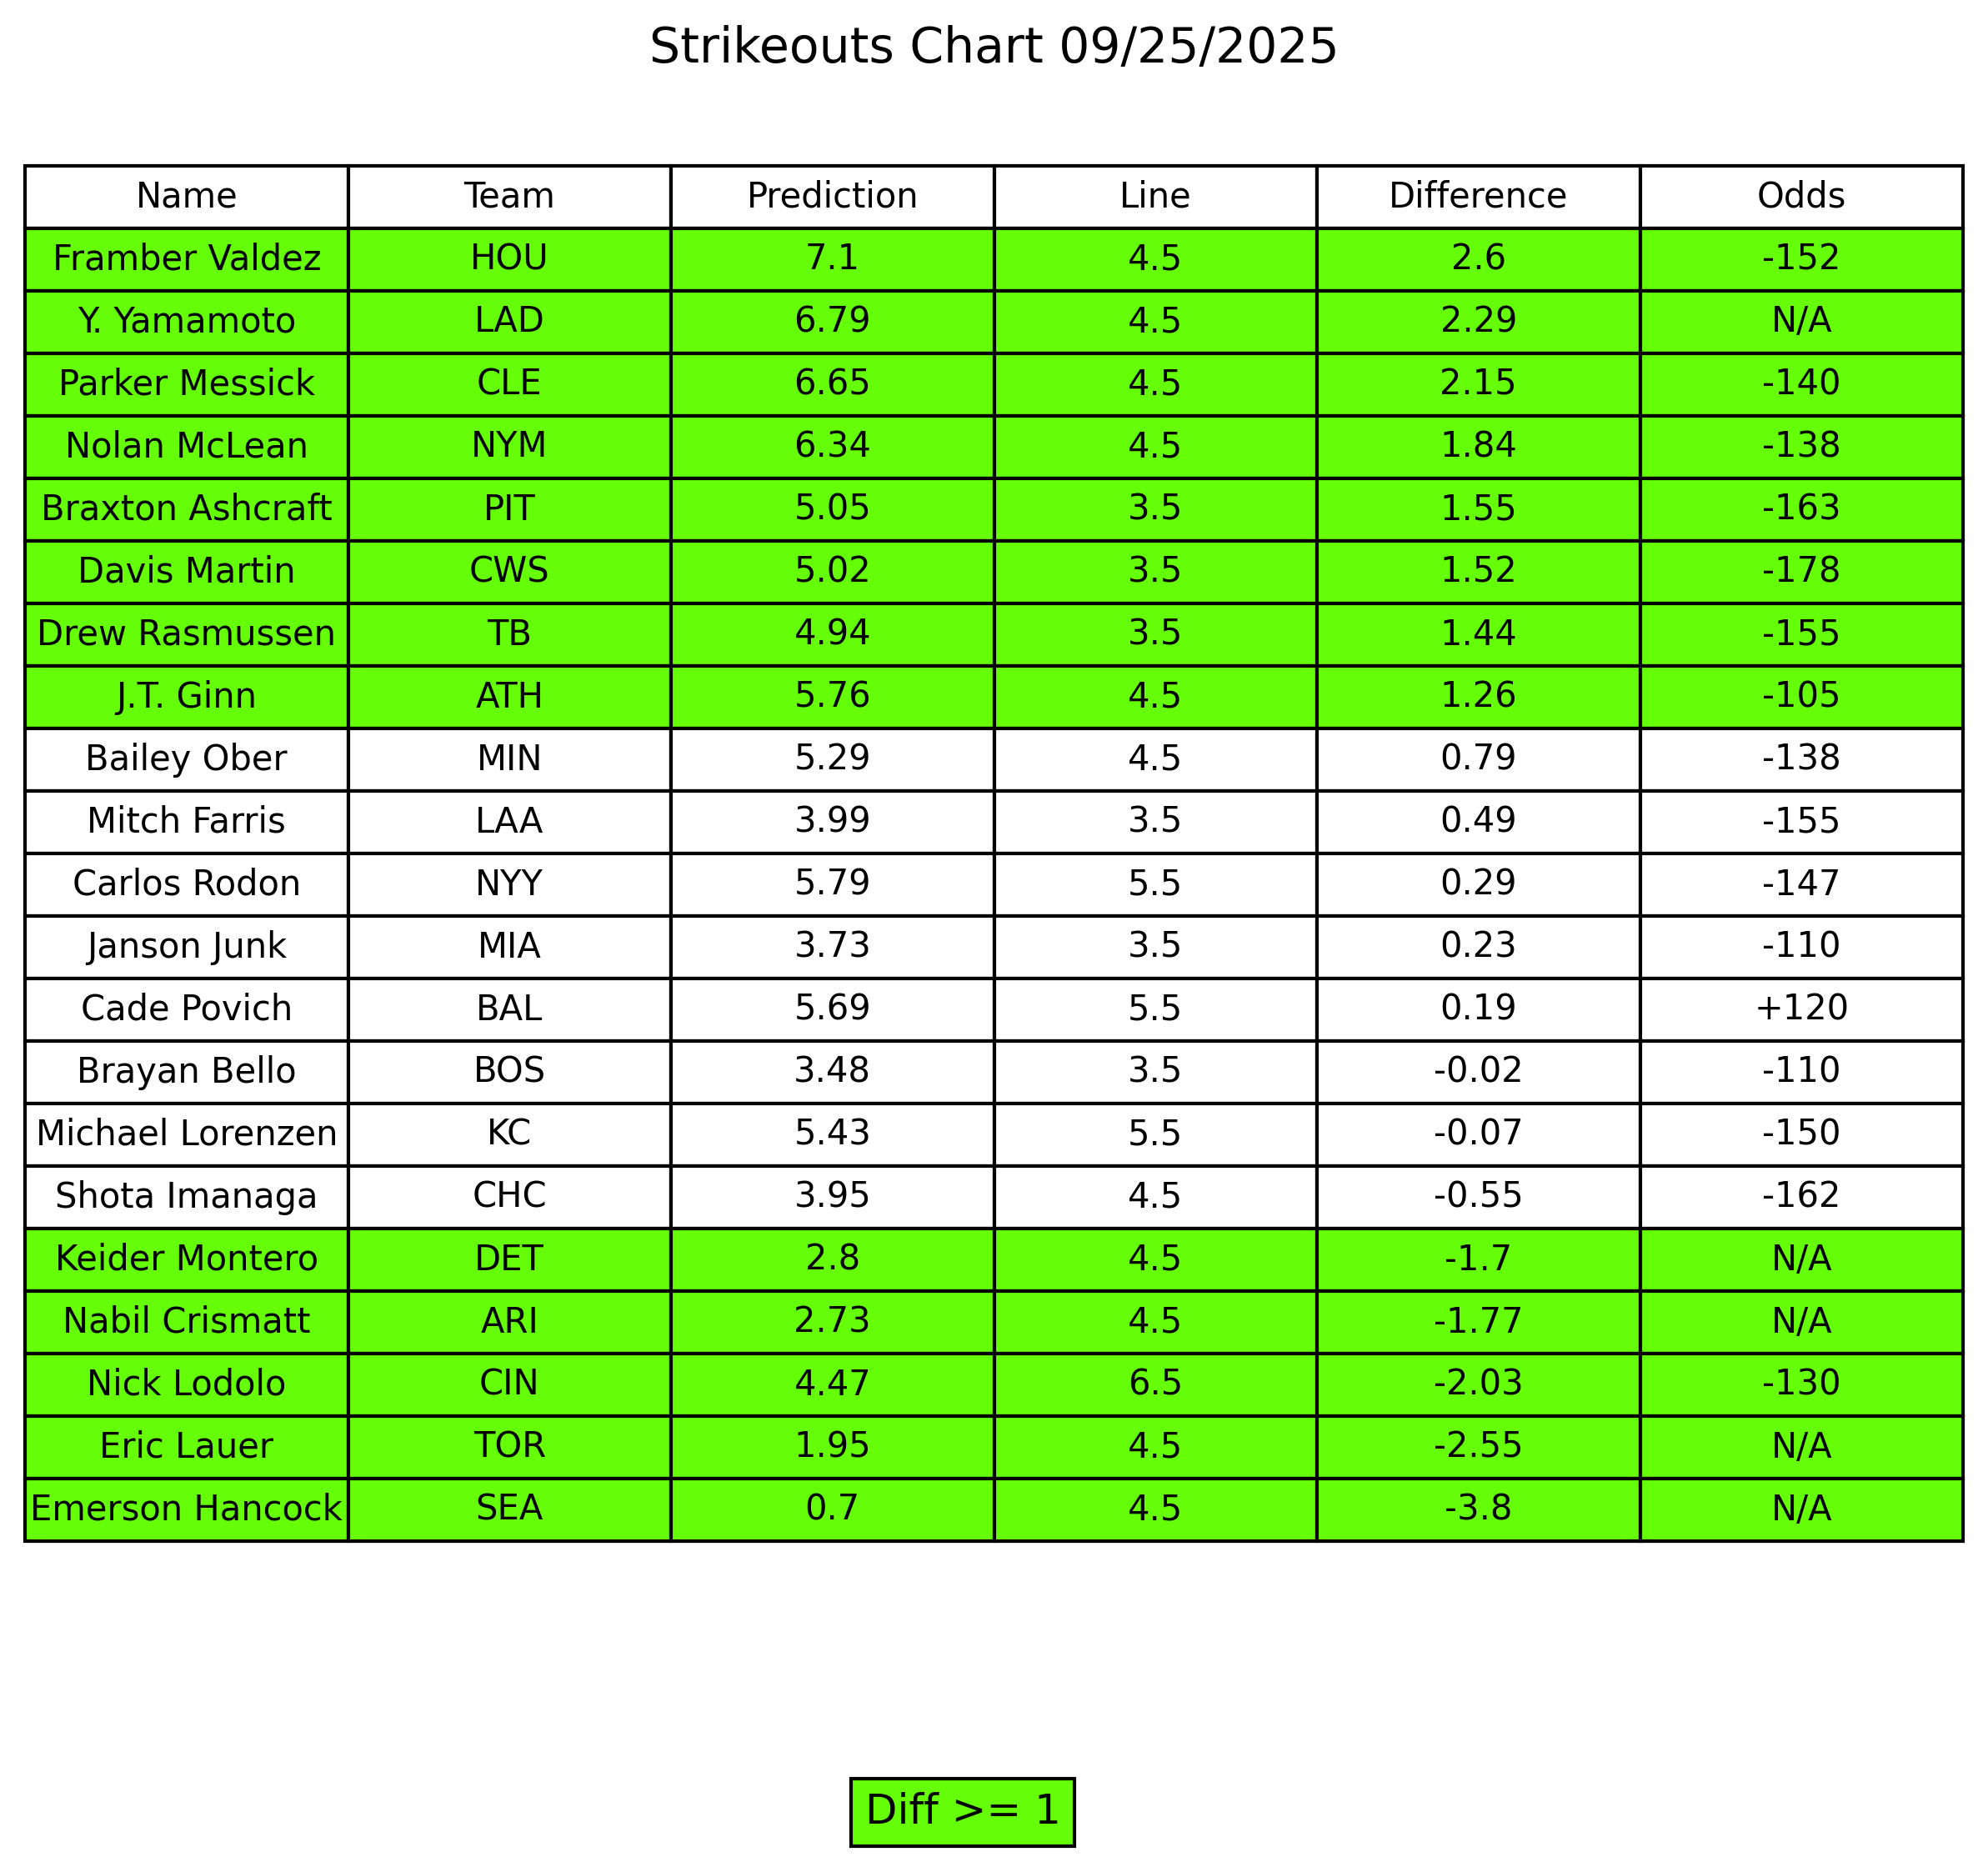 Strikeouts Chart 09/25/2025
Name Team Prediction Line Difference Odds
Framber Valdez HOU 7.1 4.5 2.6 -152
Y. Yamamoto LAD 6.79 4.5 2.29 N/A
Parker Messick CLE 6.65 4.5 2.15 -140
Nolan McLean NYM 6.34 4.5 1.84 -138
Braxton Ashcraft PIT 5.05 3.5 1.55 -163
Davis Martin CWS 5.02 3.5 1.52 -178
Drew Rasmussen TB 4.94 3.5 1.44 -155
J.T. Ginn ATH 5.76 4.5 1.26 -105
Bailey Ober MIN 5.29 4.5 0.79 -138
Mitch Farris LAA 3.99 3.5 0.49 -155
Carlos Rodon NYY 5.79 5.5 0.29 -147
Janson Junk MIA 3.73 3.5 0.23 -110
Cade Povich BAL 5.69 5.5 0.19 +120
Brayan Bello BOS 3.48 3.5 -0.02 -110
Michael Lorenzen KC 5.43 5.5 -0.07 -150
Shota Imanaga CHC 3.95 4.5 -0.55 -162
Keider Montero DET 2.8 4.5 -1.7 N/A
Nabil Crismatt ARI 2.73 4.5 -1.77 N/A
Nick Lodolo CIN 4.47 6.5 -2.03 -130
Eric Lauer TOR 1.95 4.5 -2.55 N/A
Emerson Hancock SEA 0.7 4.5 -3.8 N/A
Diff >= 1